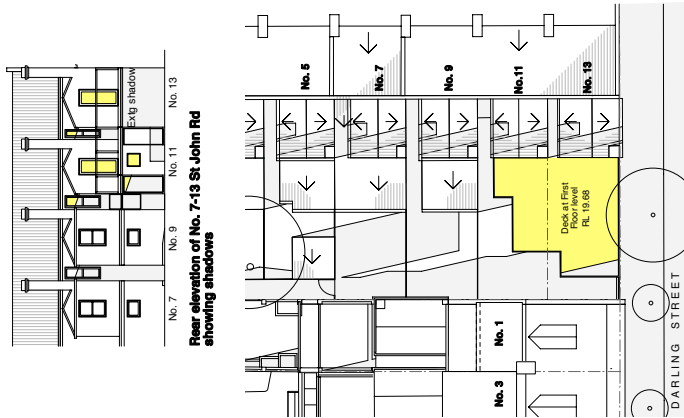 No. 13
No. 11
No. 9
No. 7
Extg shadow
Rear elevation of No. 7-13 St John Rd
showing shadows
No. 5
No. 7
No. 9
No.11
No. 13
Deck at First
Floor level
RL 19.68
No. 1
No. 3
DARLING STREET